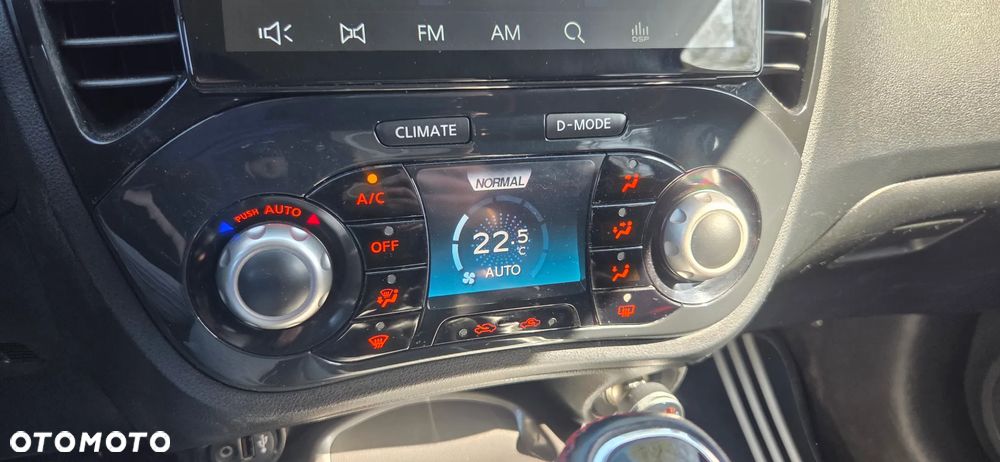 FM AM DSP
CLIMATE D-MODE
NORMAL
A/C
PUSH AUTO
OFF
22.5 °C
AUTO
OTOMOTO